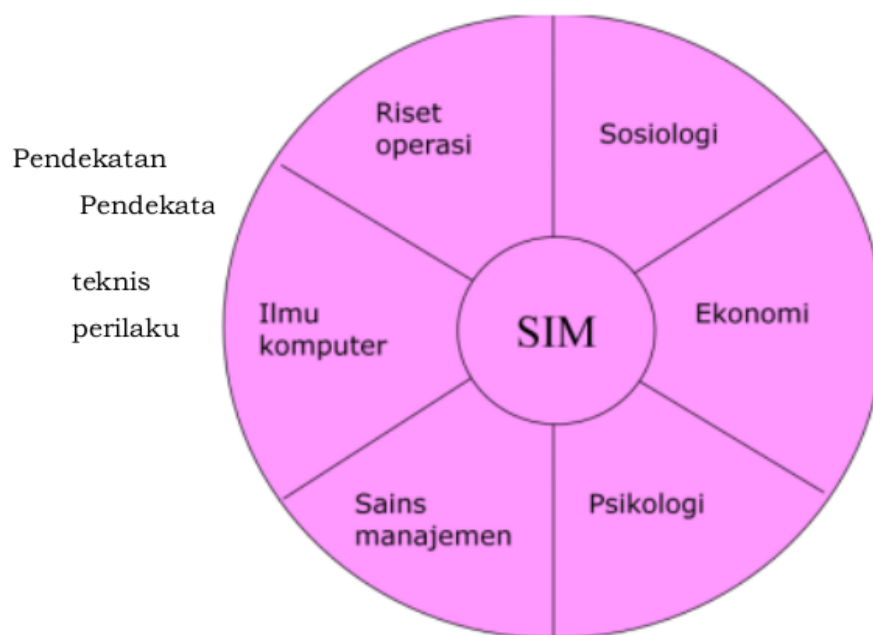 Pendekatan
Pendekata
teknis
perilaku
Riset
operasi
Sosiologi
Ilmu
komputer
SIM
Ekonomi
Sains
manajemen
Psikologi